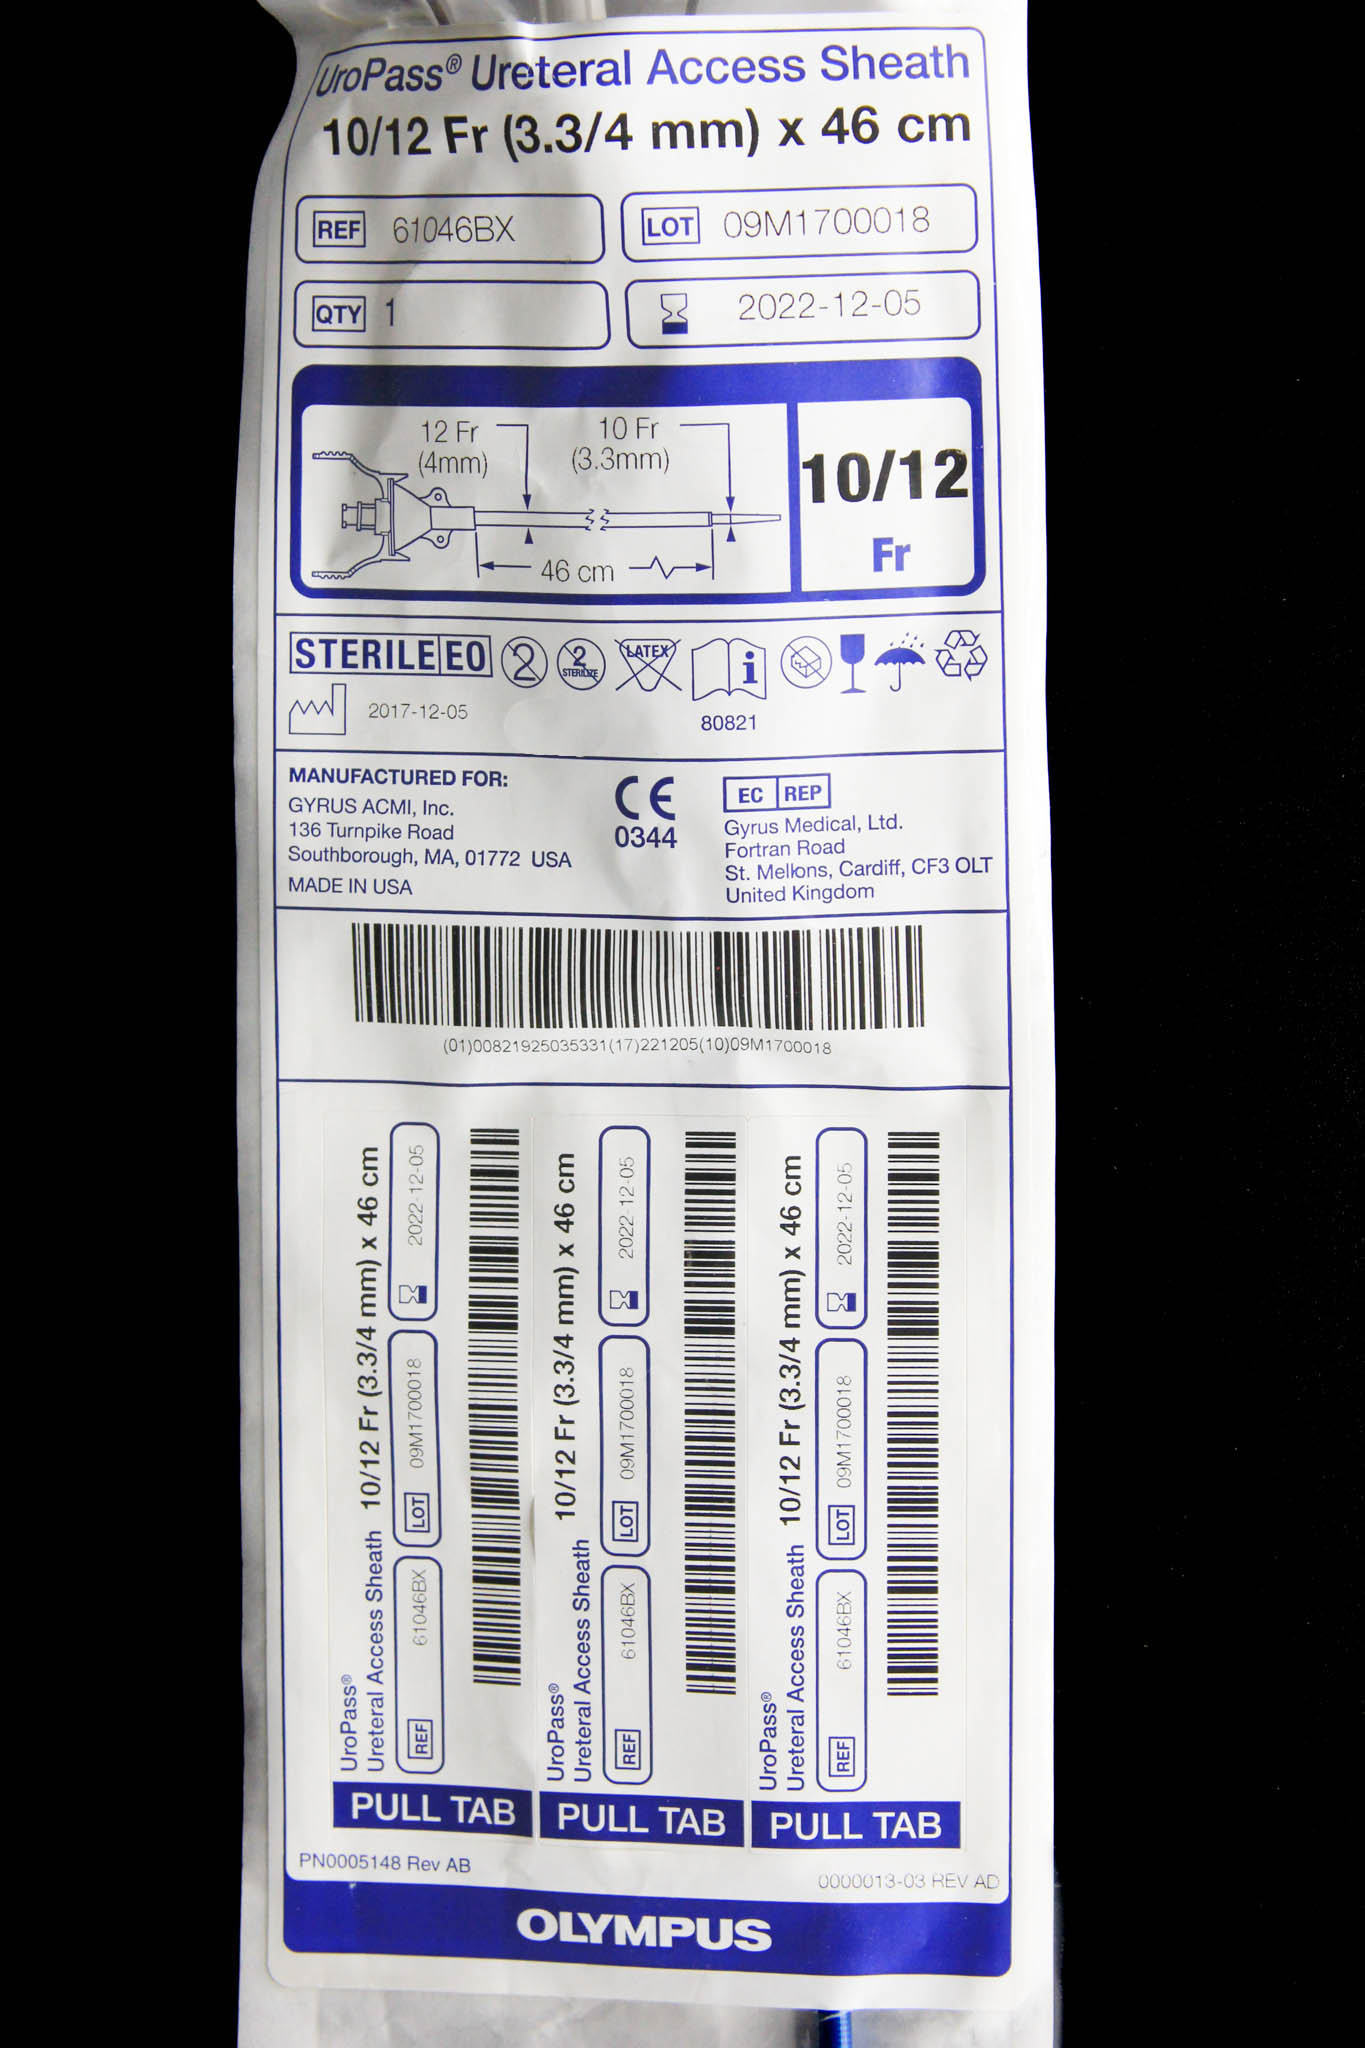 UroPass® Ureteral Access Sheath
10/12 Fr (3.3/4 mm) x 46 cm
REF 61046BX
LOT 09M1700018
QTY 1
2022-12-05
12 Fr
(4mm)
10 Fr
(3.3mm)
46 cm
10/12
Fr
STERILE EO
2
2
STERILIZE
LATEX
i
2017-12-05
80821
MANUFACTURED FOR:
GYRUS ACMI, Inc.
136 Turnpike Road
Southborough, MA, 01772 USA
MADE IN USA
CE
0344
EC REP
Gyrus Medical, Ltd.
Fortran Road
St. Mellons, Cardiff, CF3 OLT
United Kingdom
(01)00821925035331(17)221205(10)09M1700018
UroPass®
Ureteral Access Sheath 10/12 Fr (3.3/4 mm) x 46 cm
REF 61046BX LOT 09M1700018 2022-12-05
PULL TAB
UroPass®
Ureteral Access Sheath 10/12 Fr (3.3/4 mm) x 46 cm
REF 61046BX LOT 09M1700018 2022-12-05
PULL TAB
UroPass®
Ureteral Access Sheath 10/12 Fr (3.3/4 mm) x 46 cm
REF 61046BX LOT 09M1700018 2022-12-05
PULL TAB
PN0005148 Rev AB
0000013-03 REV AD
OLYMPUS